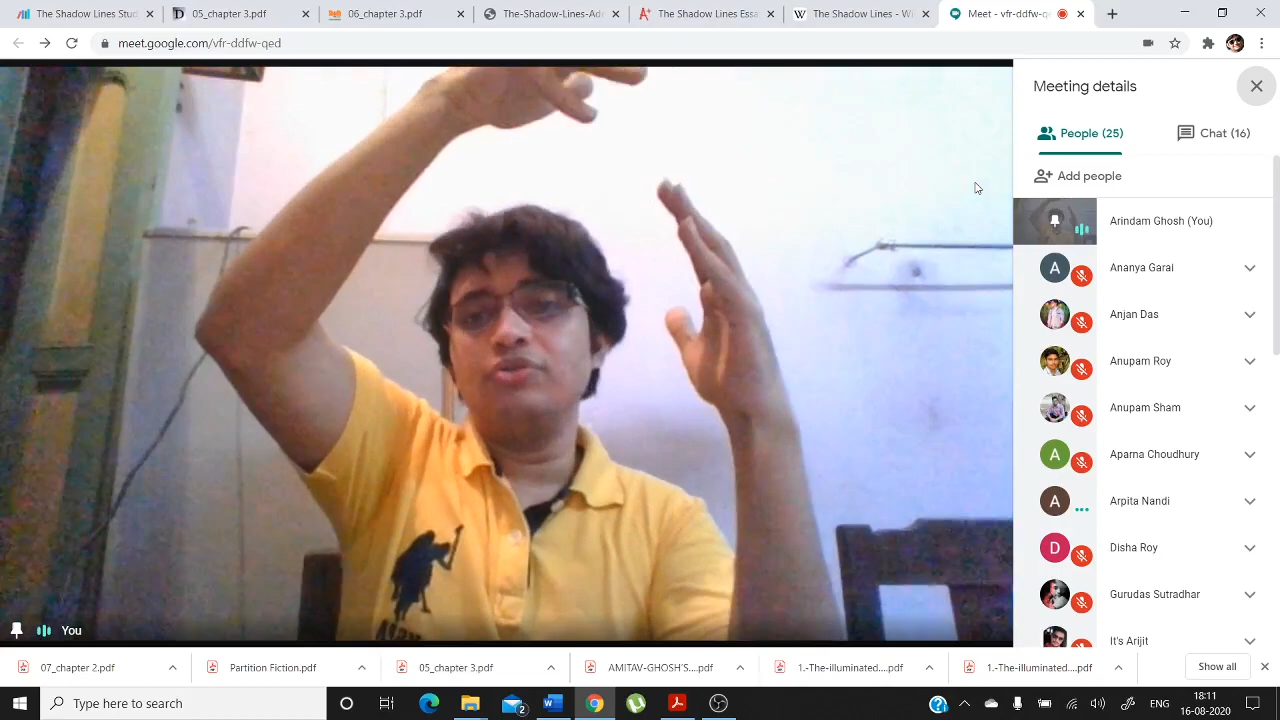 The Shadow Lines Stud
05_chapter 3.pdf
06_chapter 3.pdf
The-Shadow-Lines-Ad
The Shadow Lines Essa
The Shadow Lines - Wi
Meet - vfr-ddfw-q
meet.google.com/vfr-ddfw-qed
Meeting details
People (25)
Chat (16)
Add people
Arindam Ghosh (You)
A Ananya Garai
Anjan Das
Anupam Roy
Anupam Sham
A Aparna Choudhury
A Arpita Nandi
D Disha Roy
Gurudas Sutradhar
It's Arijit
You
07_chapter 2.pdf
Partition Fiction.pdf
05_chapter 3.pdf
AMITAV-GHOSH'S....pdf
1.-The-illuminated....pdf
1.-The-illuminated....pdf
Show all
Type here to search
2
ENG
18:11
16-08-2020